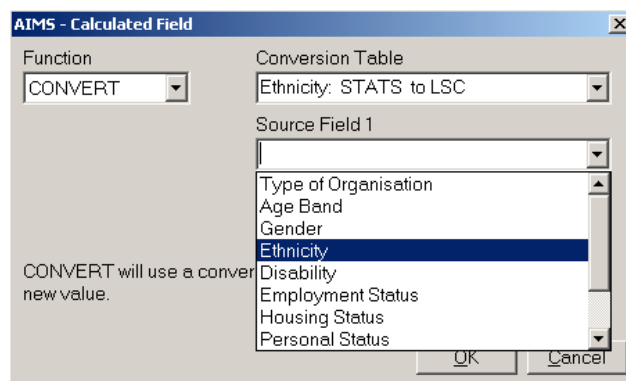 AIMS - Calculated Field
Function
Conversion Table
CONVERT
Ethnicity: STATS to LSC
Source Field 1
Type of Organisation
Age Band
Gender
Ethnicity
Disability
Employment Status
Housing Status
Personal Status
CONVERT will use a conver
new value.
OK
Cancel